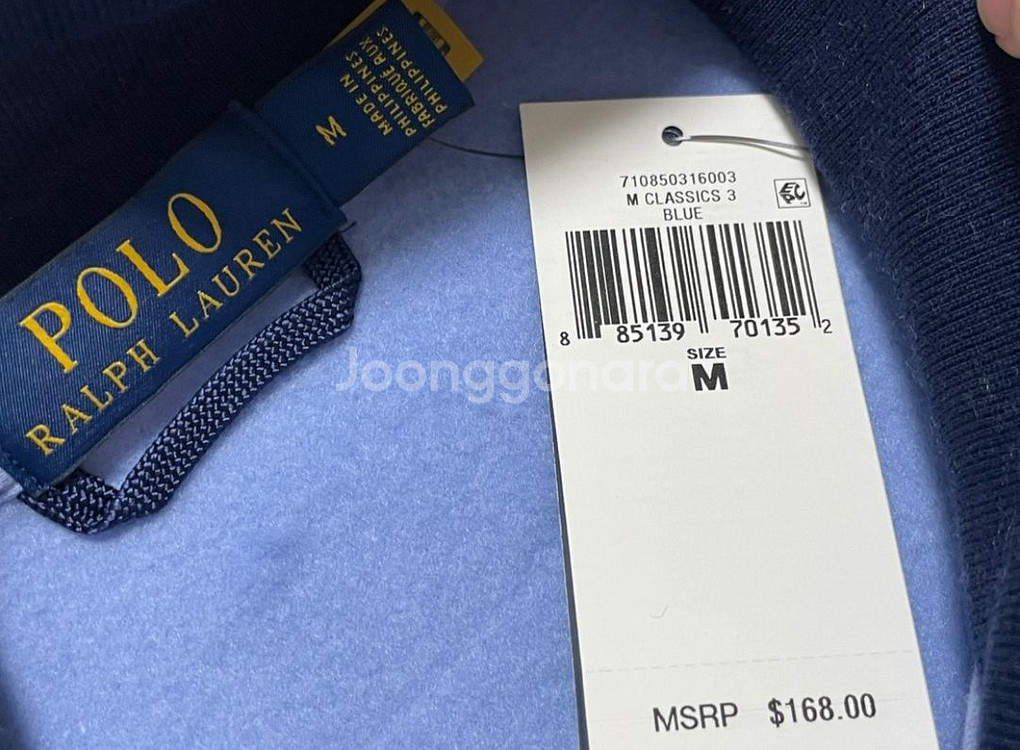 POLO
RALPH LAUREN
M
MADE IN
PHILIPPINES
FABRIQUE AUX
PHILIPPINES
710850316003
M CLASSICS 3
BLUE
8 85139 70135 2
SIZE
M
Joonggonara
MSRP $168.00